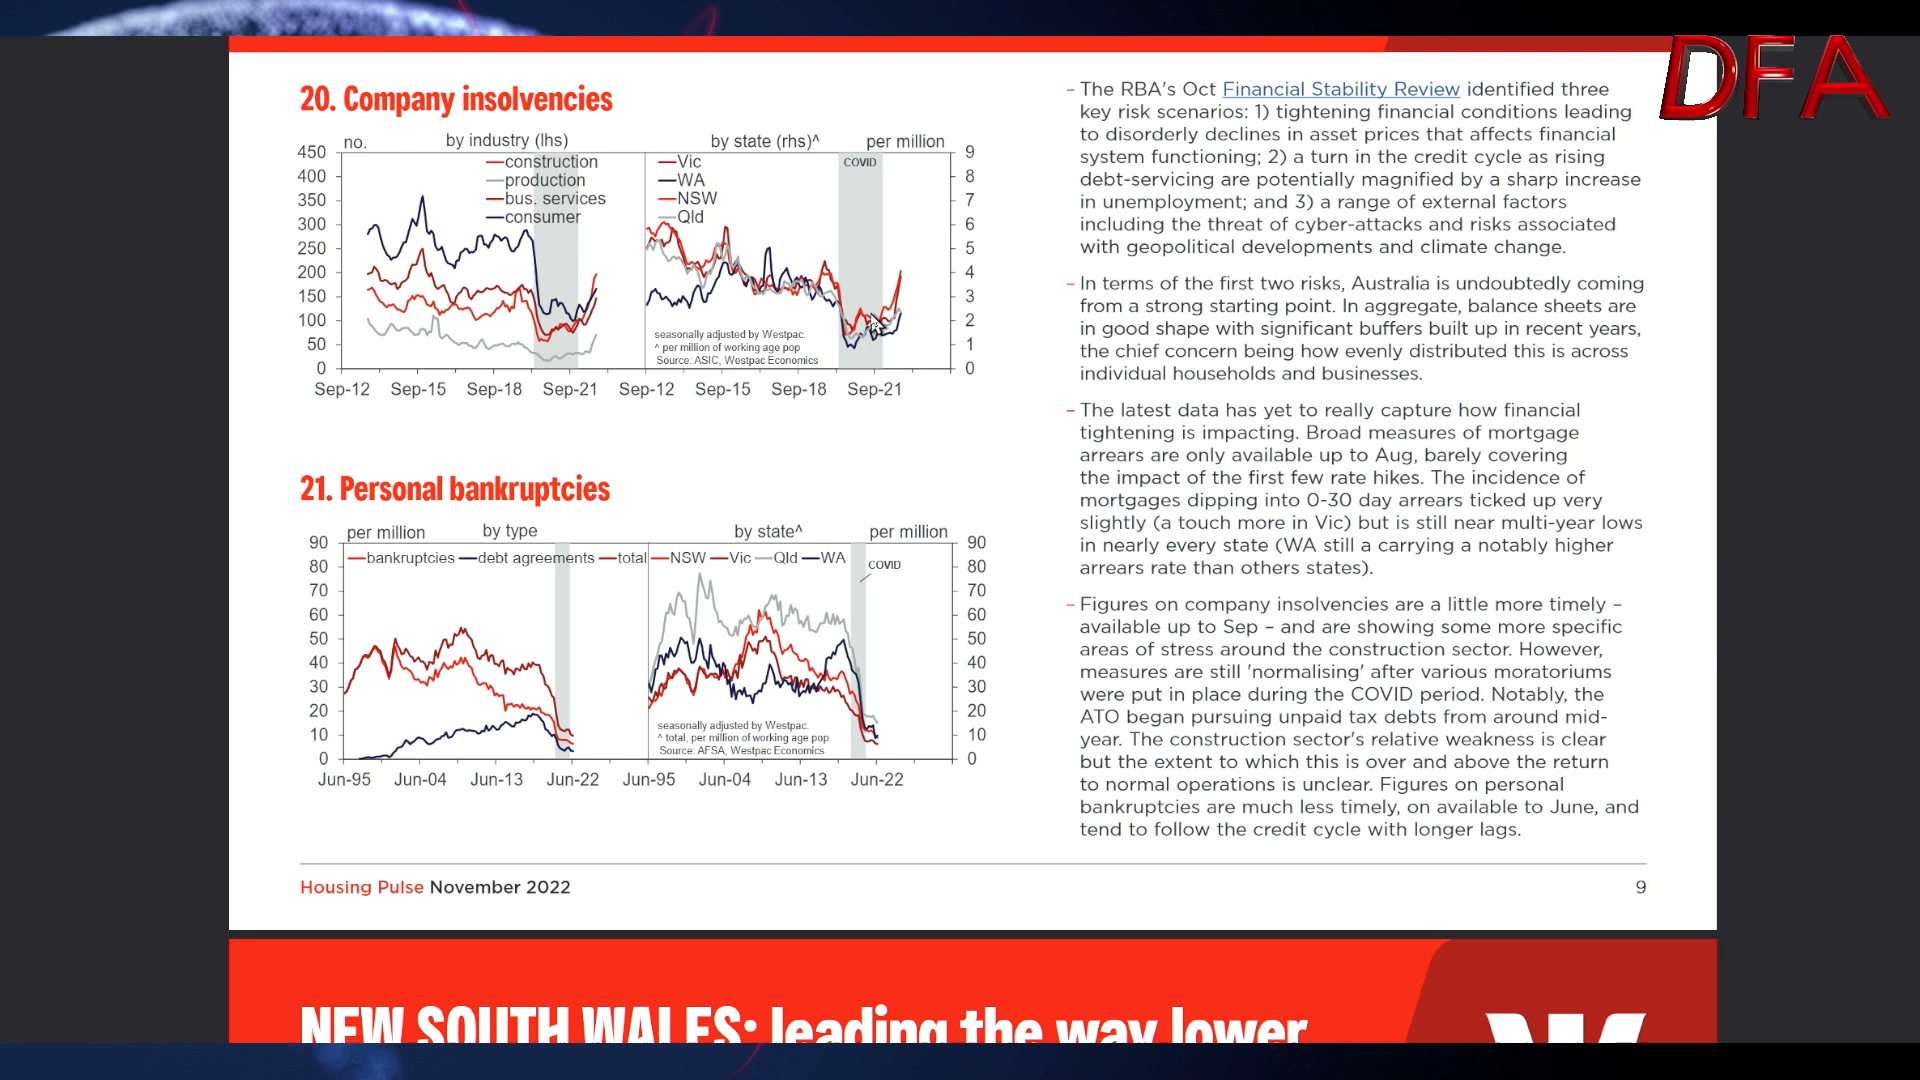 DFA
20. Company insolvencies
no.
by industry (lhs)
by state (rhs)^
per million
450
400
350
300
250
200
150
100
50
0
construction
production
bus. services
consumer
Vic
WA
NSW
Qld
COVID
9
8
7
6
5
4
3
2
1
0
seasonally adjusted by Westpac.
^ per million of working age pop
Source: ASIC, Westpac Economics
Sep-12 Sep-15 Sep-18 Sep-21 Sep-12 Sep-15 Sep-18 Sep-21
21. Personal bankruptcies
per million
by type
by state^
per million
90
80
70
60
50
40
30
20
10
0
bankruptcies debt agreements total NSW Vic Qld WA
COVID
90
80
70
60
50
40
30
20
10
0
seasonally adjusted by Westpac.
^ total, per million of working age pop
Source: AFSA, Westpac Economics
Jun-95 Jun-04 Jun-13 Jun-22 Jun-95 Jun-04 Jun-13 Jun-22
– The RBA's Oct Financial Stability Review identified three
key risk scenarios: 1) tightening financial conditions leading
to disorderly declines in asset prices that affects financial
system functioning; 2) a turn in the credit cycle as rising
debt-servicing are potentially magnified by a sharp increase
in unemployment; and 3) a range of external factors
including the threat of cyber-attacks and risks associated
with geopolitical developments and climate change.
– In terms of the first two risks, Australia is undoubtedly coming
from a strong starting point. In aggregate, balance sheets are
in good shape with significant buffers built up in recent years,
the chief concern being how evenly distributed this is across
individual households and businesses.
– The latest data has yet to really capture how financial
tightening is impacting. Broad measures of mortgage
arrears are only available up to Aug, barely covering
the impact of the first few rate hikes. The incidence of
mortgages dipping into 0-30 day arrears ticked up very
slightly (a touch more in Vic) but is still near multi-year lows
in nearly every state (WA still a carrying a notably higher
arrears rate than others states).
– Figures on company insolvencies are a little more timely –
available up to Sep – and are showing some more specific
areas of stress around the construction sector. However,
measures are still 'normalising' after various moratoriums
were put in place during the COVID period. Notably, the
ATO began pursuing unpaid tax debts from around mid-
year. The construction sector's relative weakness is clear
but the extent to which this is over and above the return
to normal operations is unclear. Figures on personal
bankruptcies are much less timely, on available to June, and
tend to follow the credit cycle with longer lags.
Housing Pulse November 2022
9
NEW SOUTH WALES: leading the way lower